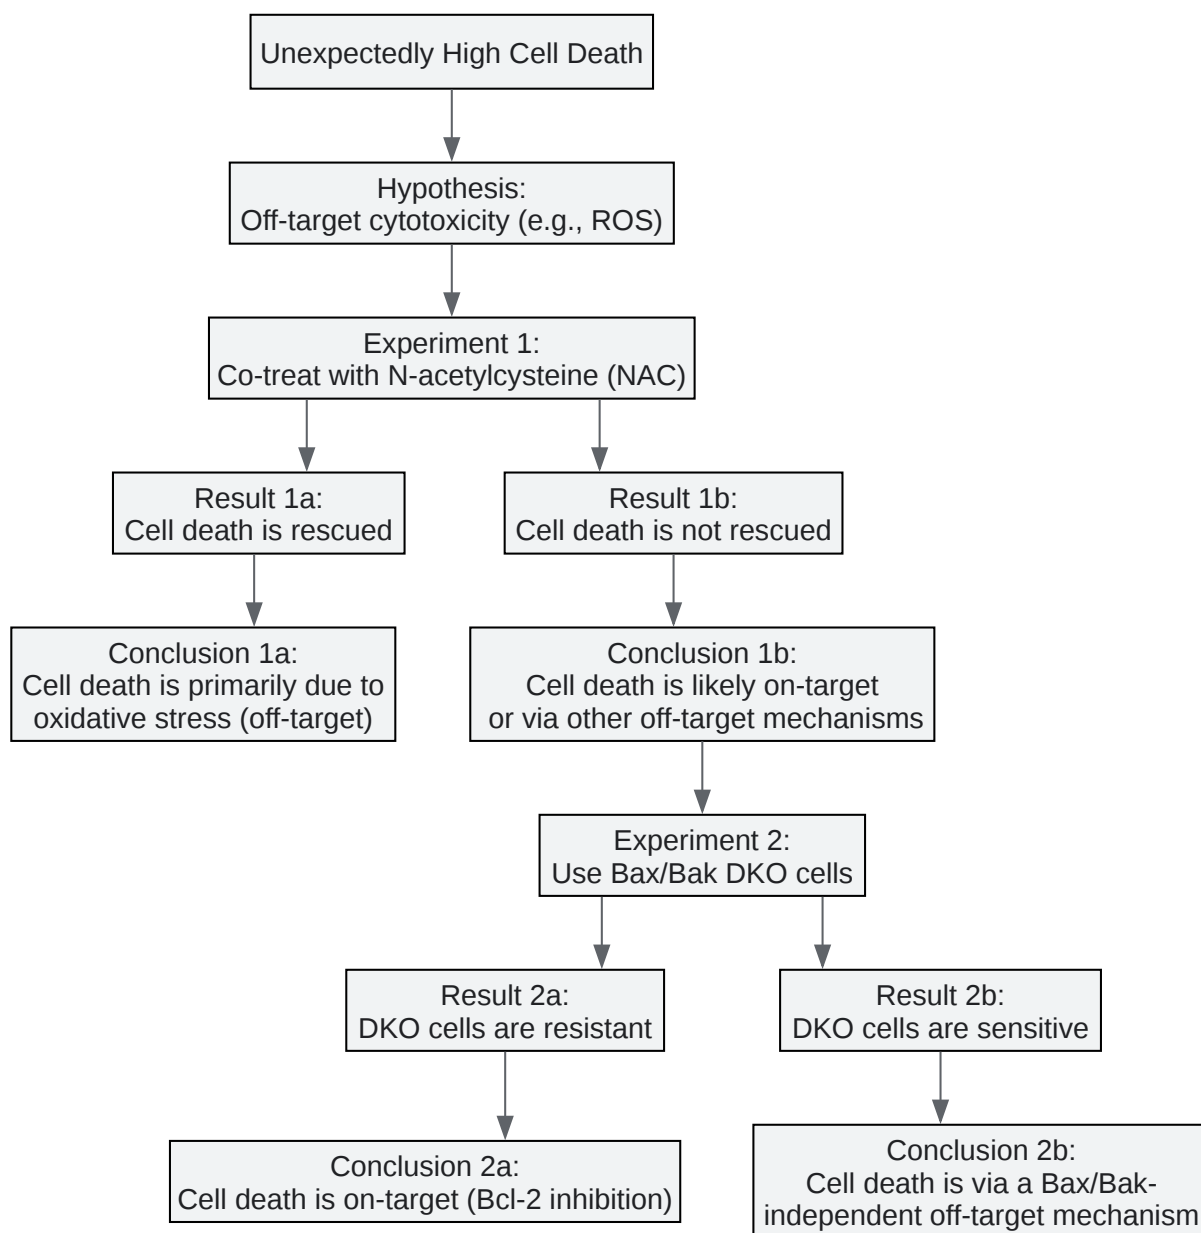 Unexpectedly High Cell Death
Hypothesis:
Off-target cytotoxicity (e.g., ROS)
Experiment 1:
Co-treat with N-acetylcysteine (NAC)
Result 1a:
Cell death is rescued
Result 1b:
Cell death is not rescued
Conclusion 1a:
Cell death is primarily due to
oxidative stress (off-target)
Conclusion 1b:
Cell death is likely on-target
or via other off-target mechanisms
Experiment 2:
Use Bax/Bak DKO cells
Result 2a:
DKO cells are resistant
Result 2b:
DKO cells are sensitive
Conclusion 2a:
Cell death is on-target (Bcl-2 inhibition)
Conclusion 2b:
Cell death is via a Bax/Bak-
independent off-target mechanism